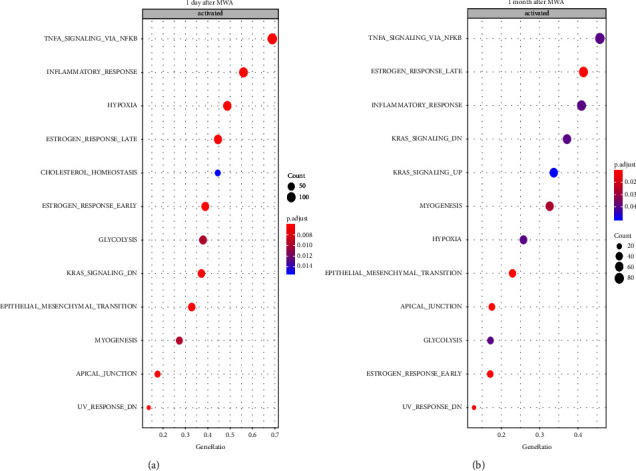 1 day after MWA
activated
TNFA_SIGNALING_VIA_NFKB
INFLAMMATORY_RESPONSE
HYPOXIA
ESTROGEN_RESPONSE_LATE
CHOLESTEROL_HOMEOSTASIS
ESTROGEN_RESPONSE_EARLY
GLYCOLYSIS
KRAS_SIGNALING_DN
EPITHELIAL_MESENCHYMAL_TRANSITION
MYOGENESIS
APICAL_JUNCTION
UV_RESPONSE_DN
0.2 0.3 0.4 0.5 0.6 0.7
GeneRatio
Count
50
100
p.adjust
0.008
0.010
0.012
0.014
(a)
1 month after MWA
activated
TNFA_SIGNALING_VIA_NFKB
ESTROGEN_RESPONSE_LATE
INFLAMMATORY_RESPONSE
KRAS_SIGNALING_DN
KRAS_SIGNALING_UP
MYOGENESIS
HYPOXIA
EPITHELIAL_MESENCHYMAL_TRANSITION
APICAL_JUNCTION
GLYCOLYSIS
ESTROGEN_RESPONSE_EARLY
UV_RESPONSE_DN
0.2 0.3 0.4
GeneRatio
p.adjust
0.02
0.03
0.04
Count
20
40
60
80
(b)